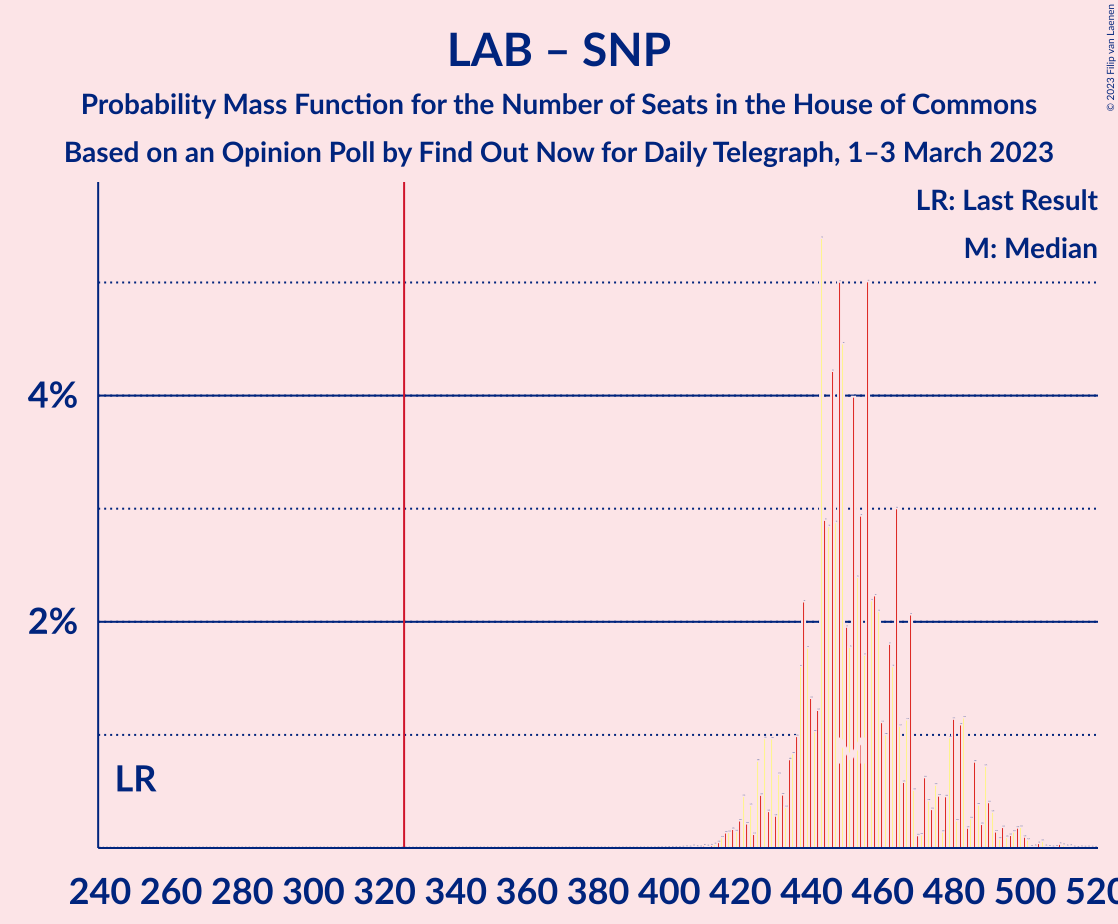 LAB – SNP
Probability Mass Function for the Number of Seats in the House of Commons
Based on an Opinion Poll by Find Out Now for Daily Telegraph, 1–3 March 2023
© 2023 Filip van Laenen
LR: Last Result
M: Median
4%
2%
LR
M
240 260 280 300 320 340 360 380 400 420 440 460 480 500 520